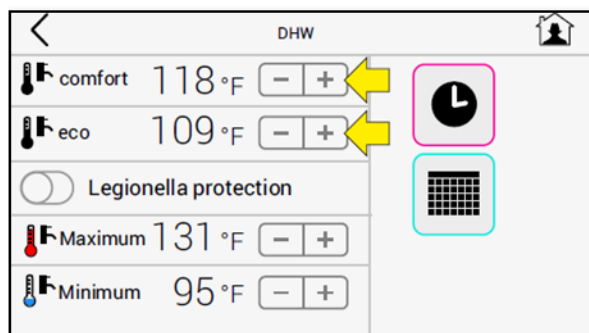 DHW
comfort 118 °F - +
eco 109 °F - +
Legionella protection
Maximum 131 °F - +
Minimum 95 °F - +